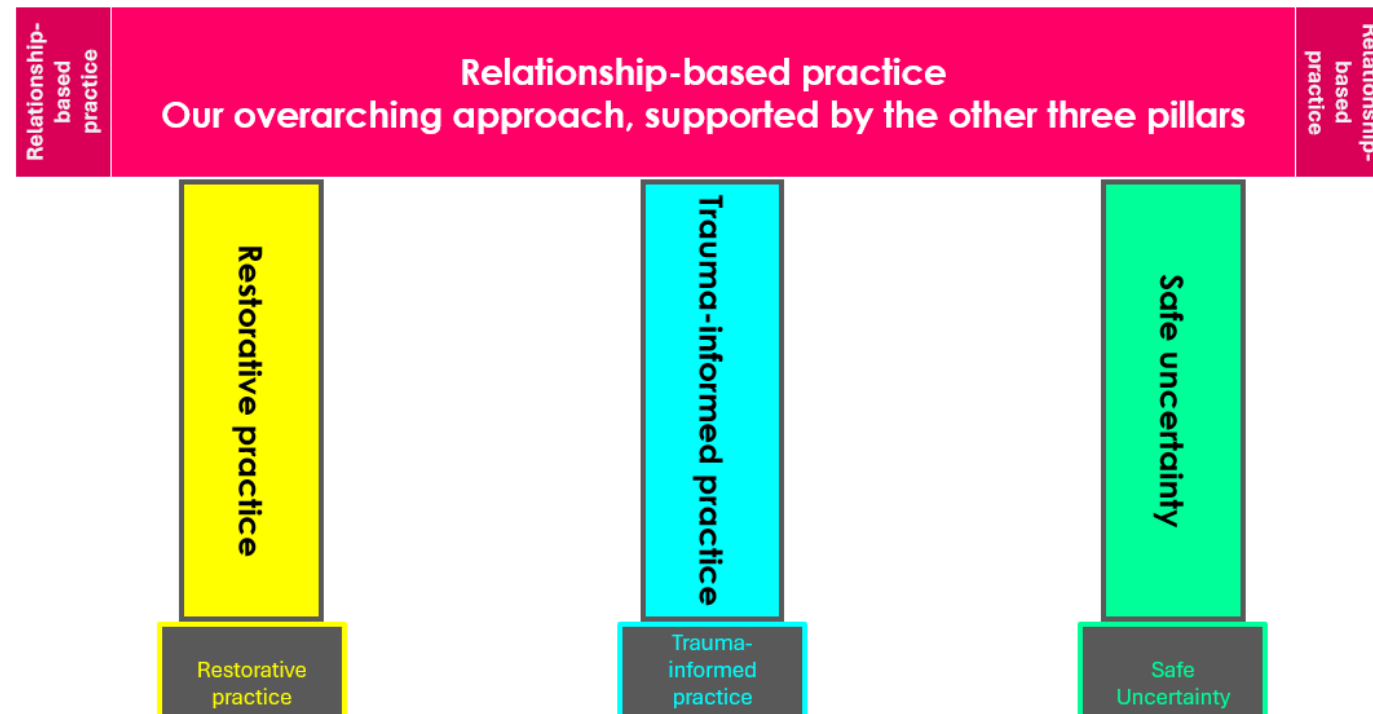 Relationship-
based
practice
Relationship-based practice
Our overarching approach, supported by the other three pillars
Relationship-
based
practice
Restorative practice
Trauma-informed practice
Safe uncertainty
Restorative
practice
Trauma-
informed
practice
Safe
Uncertainty